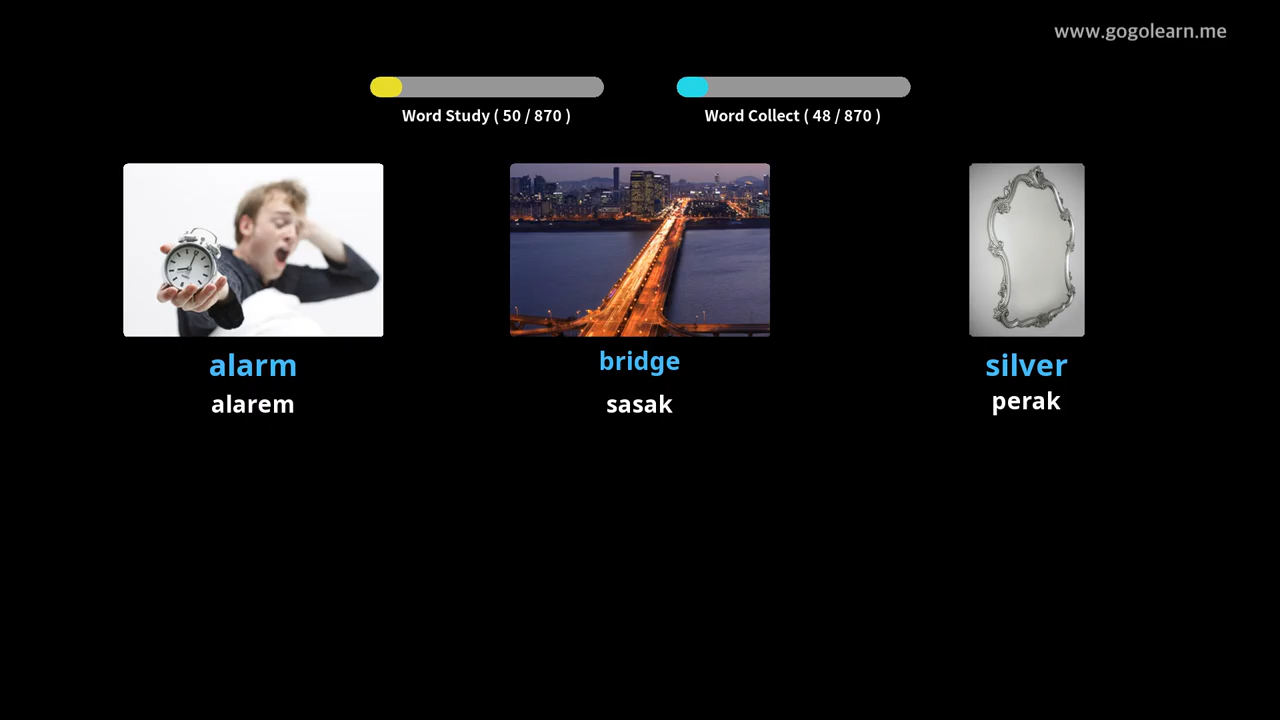 www.gogolearn.me
Word Study ( 50 / 870 )
Word Collect ( 48 / 870 )
alarm
alarem
bridge
sasak
silver
perak